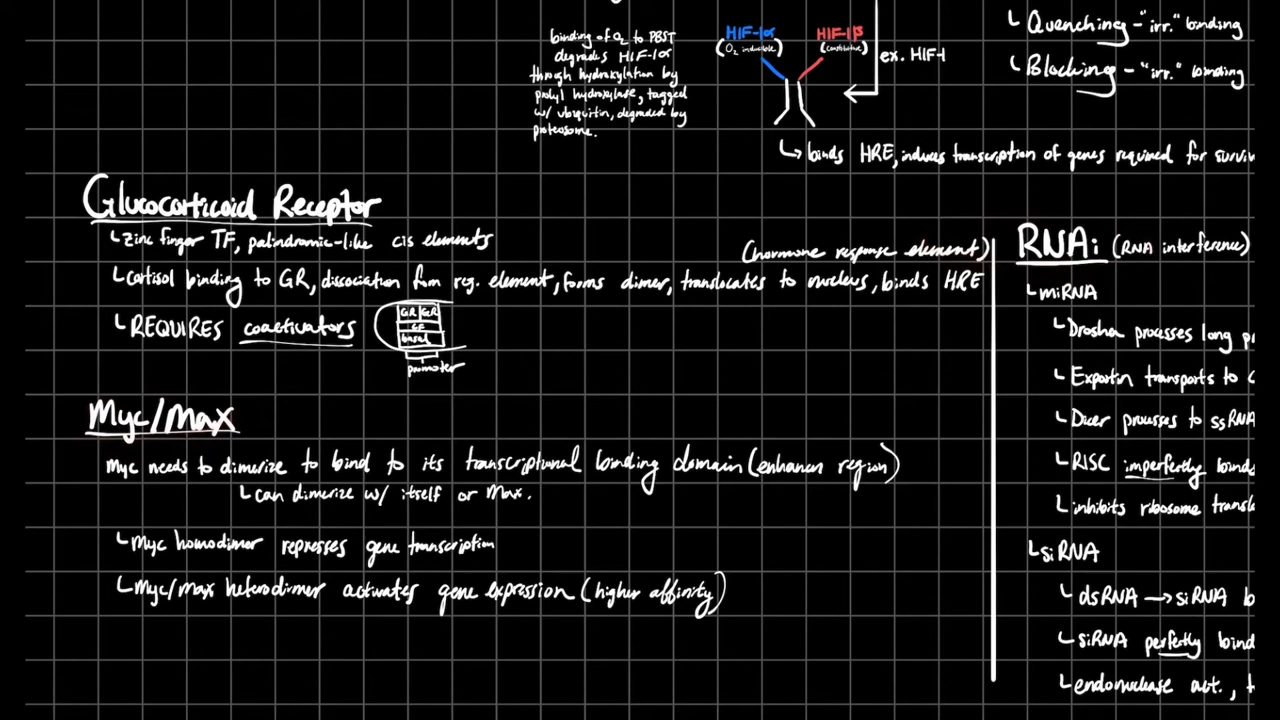 binding of O2 to PBST
degrades HIF-1α
through hydroxylation by
prolyl hydroxylase, tagged
w/ ubiquitin, degraded by
proteosome.
HIF-1α
(O2 inducible)
HIF-1β
(constitutive)
ex. HIF-1
↳ binds HRE, induces transcription of genes required for surviv
Quenching - "irr." binding
Blocking - "irr." binding
Glucocorticoid Receptor
Zinc finger TF, palindromic-like cis elements
(hormone response element)
Cortisol binding to GR, dissociation from reg. element, forms dimer, translocates to nucleus, binds HRE
REQUIRES coactivators
GR GR
CF
basal
promoter
Myc/Max
Myc needs to dimerize to bind to its transcriptional binding domain (enhancer region)
can dimerize w/ itself or Max.
Myc homodimer represses gene transcription
Myc/Max heterodimer activates gene expression (higher affinity)
RNAi (RNA interference)
miRNA
Drosha processes long p
Exportin transports to c
Dicer processes to ssRNA
RISC imperfectly binds
inhibits ribosome transl
siRNA
dsRNA → siRNA b
siRNA perfectly bind
endonuclease act., t